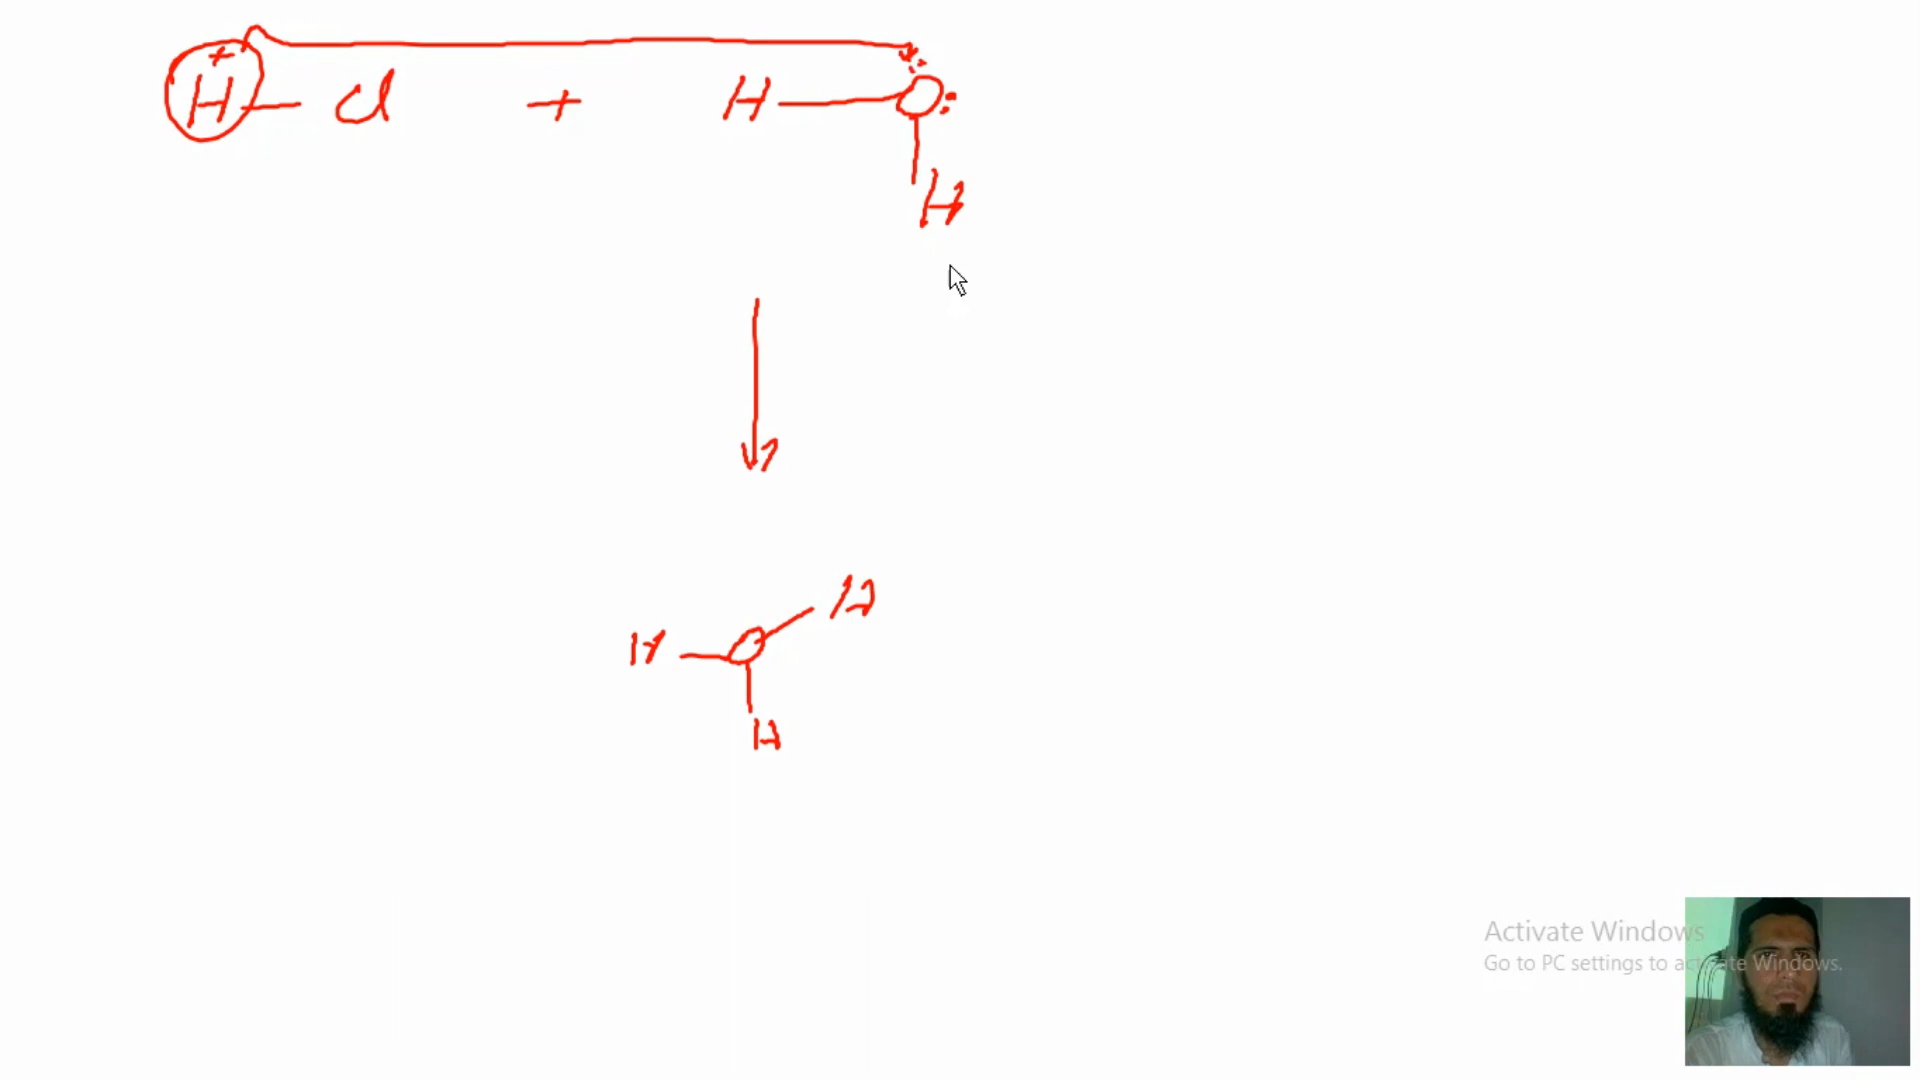 +
H — Cl + H — O
H
H — O — H
H
Activate Windows
Go to PC settings to activate Windows.